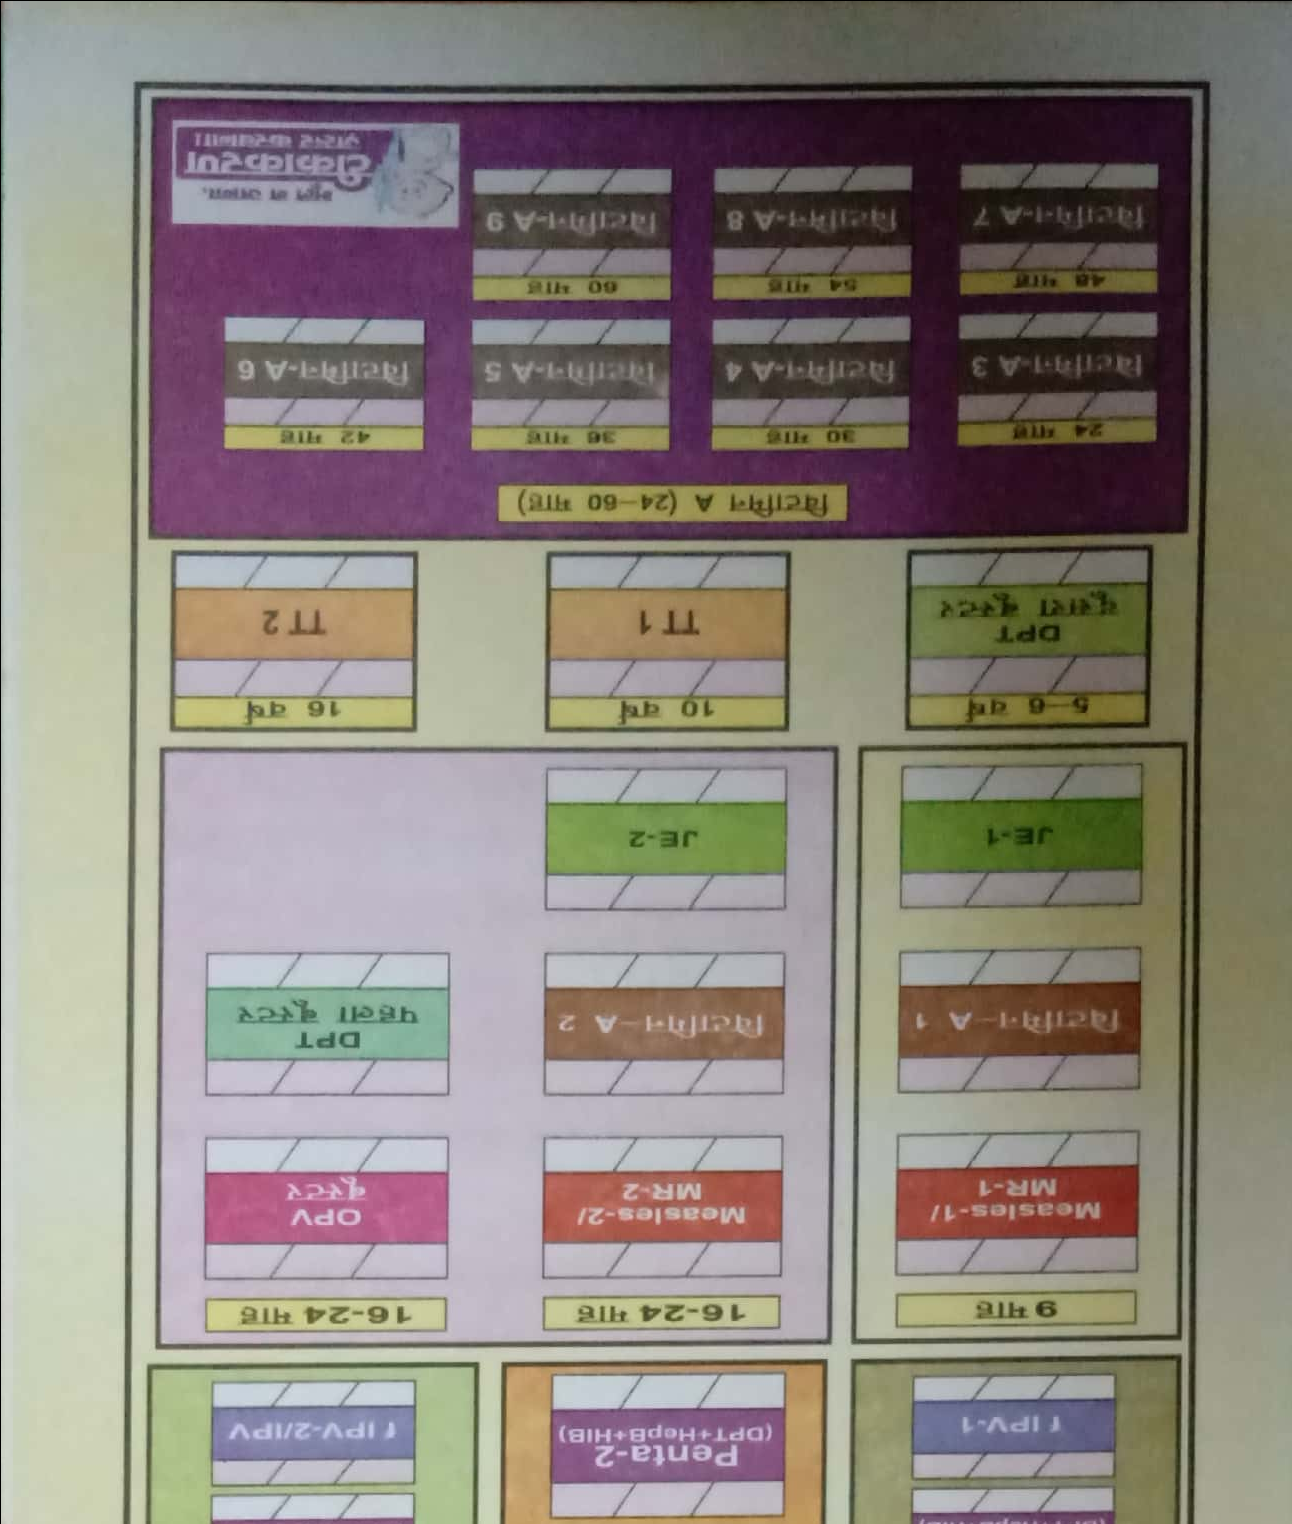 f IPV-1
Penta-2
(DPT+HepB+HIB)
f IPV-2/IPV
9 माह
Measles-1/
MR-1
विटामिन-A 1
JE-1
16-24 माह
16-24 माह
Measles-2/
MR-2
OPV
बूस्टर
विटामिन-A 2
DPT
पहला बूस्टर
JE-2
5-6 वर्ष
DPT
दूसरा बूस्टर
10 वर्ष
TT 1
16 वर्ष
TT 2
विटामिन A (24-60 माह)
24 माह
विटामिन-A 3
30 माह
विटामिन-A 4
36 माह
विटामिन-A 5
42 माह
विटामिन-A 6
48 माह
विटामिन-A 7
54 माह
विटामिन-A 8
60 माह
विटामिन-A 9
भूल न जाना,
टीकाकरण
ज़रूर करवाना!